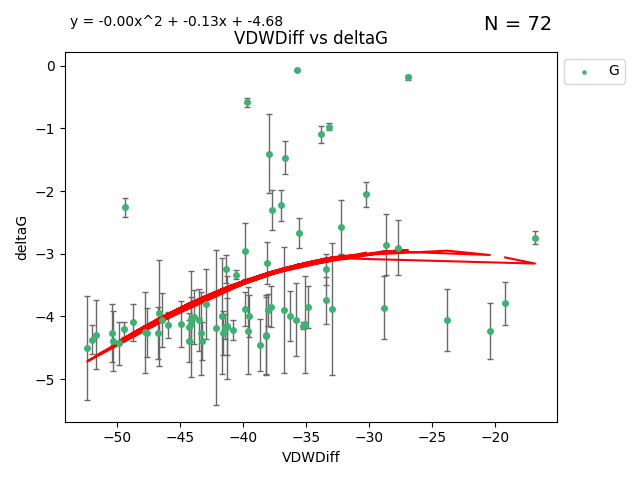 y = -0.00x^2 + -0.13x + -4.68
N = 72
VDWDiff vs deltaG
G
deltaG
0
−1
−2
−3
−4
−5
−50 −45 −40 −35 −30 −25 −20
VDWDiff